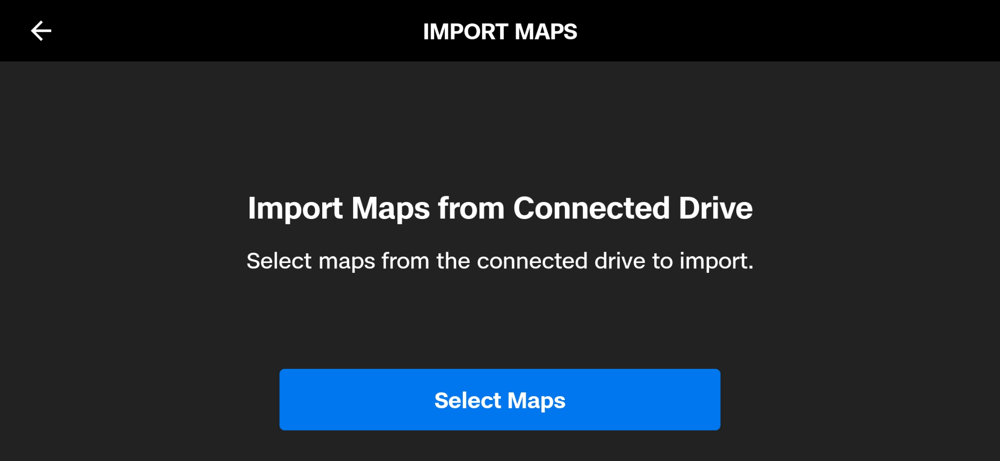 IMPORT MAPS
Import Maps from Connected Drive
Select maps from the connected drive to import.
Select Maps